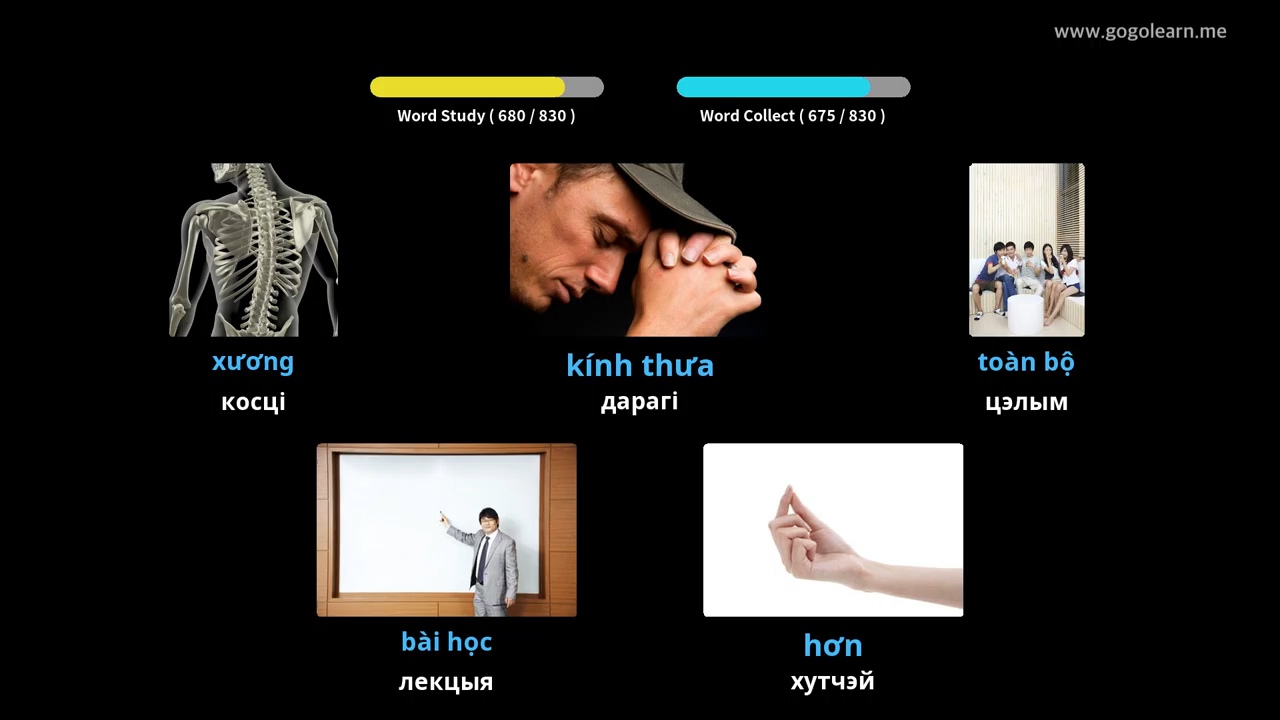 www.gogolearn.me
Word Study ( 680 / 830 )
Word Collect ( 675 / 830 )
xương
косці
kính thưa
дарагі
toàn bộ
цэлым
bài học
лекцыя
hơn
хутчэй